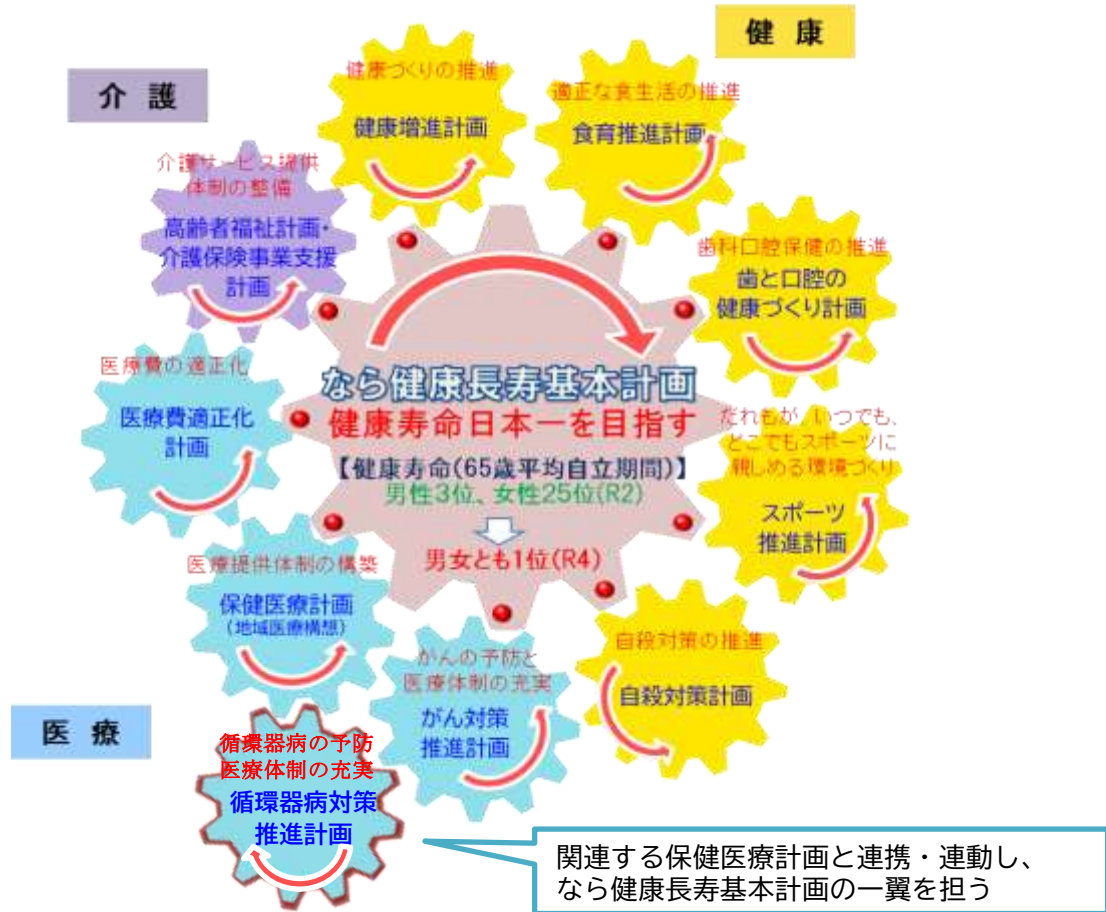 健 康
介 護
健康づくりの推進
健康増進計画
適正な食生活の推進
食育推進計画
介護サービス提供
体制の整備
高齢者福祉計画・
介護保険事業支援
計画
歯科口腔保健の推進
歯と口腔の
健康づくり計画
医療費の適正化
医療費適正化
計画
なら健康長寿基本計画
健康寿命日本一を目指す
【健康寿命(65歳平均自立期間)】
男性3位、女性25位(R2)
男女とも1位(R4)
だれもが、いつでも、
どこでもスポーツに
親しめる環境づくり
スポーツ
推進計画
医療提供体制の構築
保健医療計画
(地域医療構想)
がんの予防と
医療体制の充実
がん対策
推進計画
自殺対策の推進
自殺対策計画
医 療
循環器病の予防
医療体制の充実
循環器病対策
推進計画
関連する保健医療計画と連携・連動し、
なら健康長寿基本計画の一翼を担う